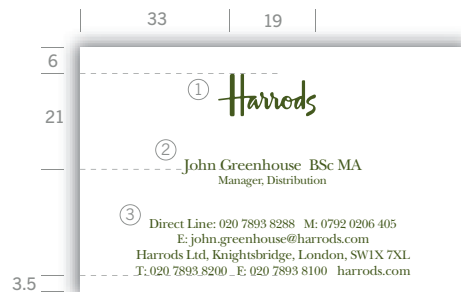 33 19
6
① Harrods
21
② John Greenhouse BSc MA
Manager, Distribution
③ Direct Line: 020 7893 8288 M: 0792 0206 405
E: john.greenhouse@harrods.com
Harrods Ltd, Knightsbridge, London, SW1X 7XL
T: 020 7893 8200 F: 020 7893 8100 harrods.com
3.5